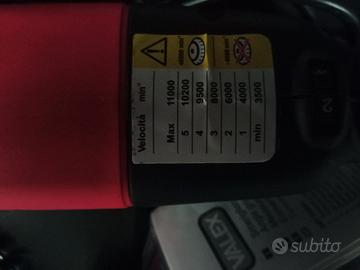 Velocità min⁻¹
Max 11000
5 10200
4 9500
3 8000
2 6000
1 4000
min 3500
2
VALEX
subito